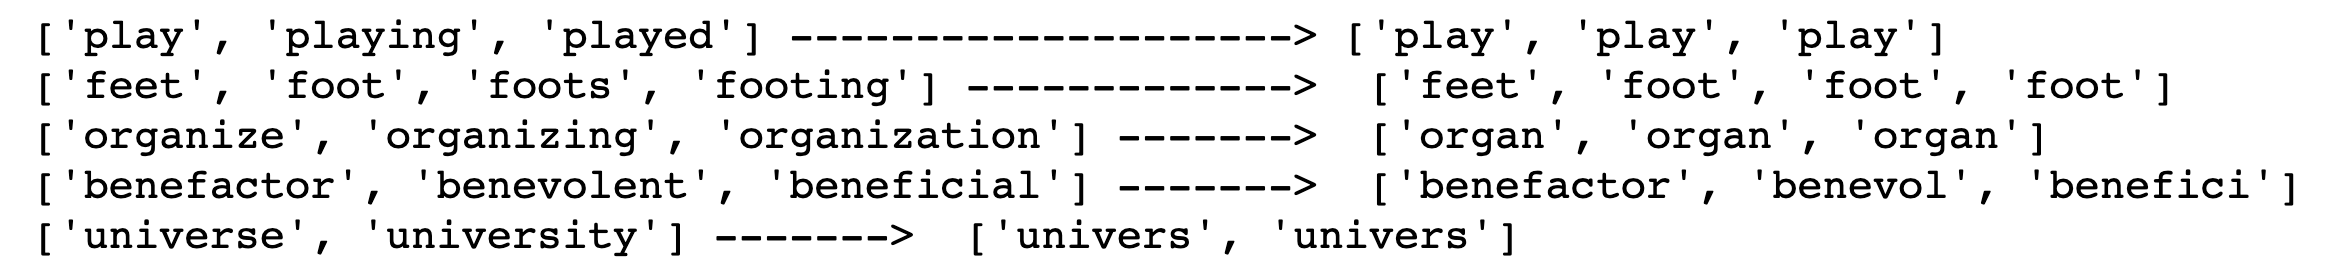 ['play', 'playing', 'played'] --------------------> ['play', 'play', 'play']
['feet', 'foot', 'foots', 'footing'] -------------> ['feet', 'foot', 'foot', 'foot']
['organize', 'organizing', 'organization'] -------> ['organ', 'organ', 'organ']
['benefactor', 'benevolent', 'beneficial'] -------> ['benefactor', 'benevol', 'benefici']
['universe', 'university'] -------> ['univers', 'univers']